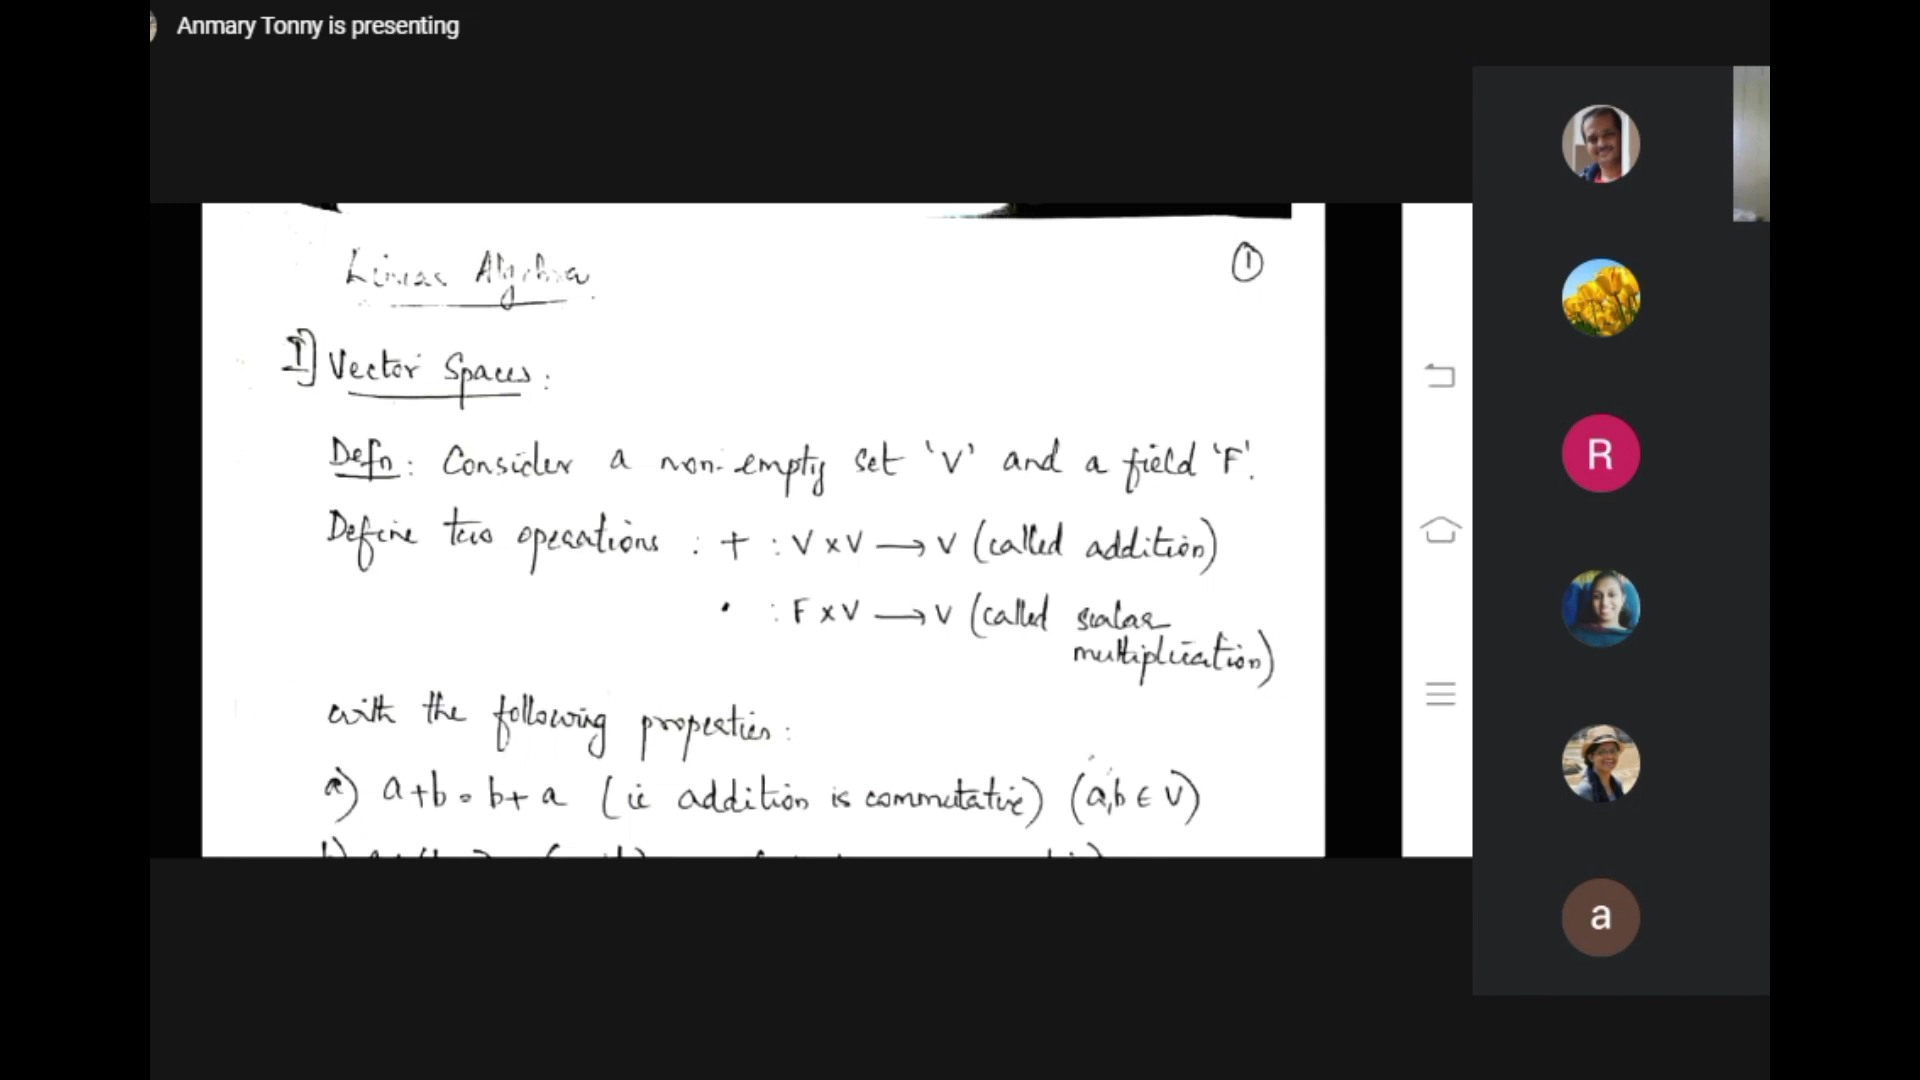 Anmary Tonny is presenting
Linear Algebra
①
I] Vector Spaces :
Defn : Consider a non-empty set 'V' and a field 'F'.
Define two operations : + : V x V → V (called addition)
• : F x V → V (called scalar
multiplication)
with the following properties :
a) a+b = b+a (ie addition is commutative) (a,b ∈ V)
R
a